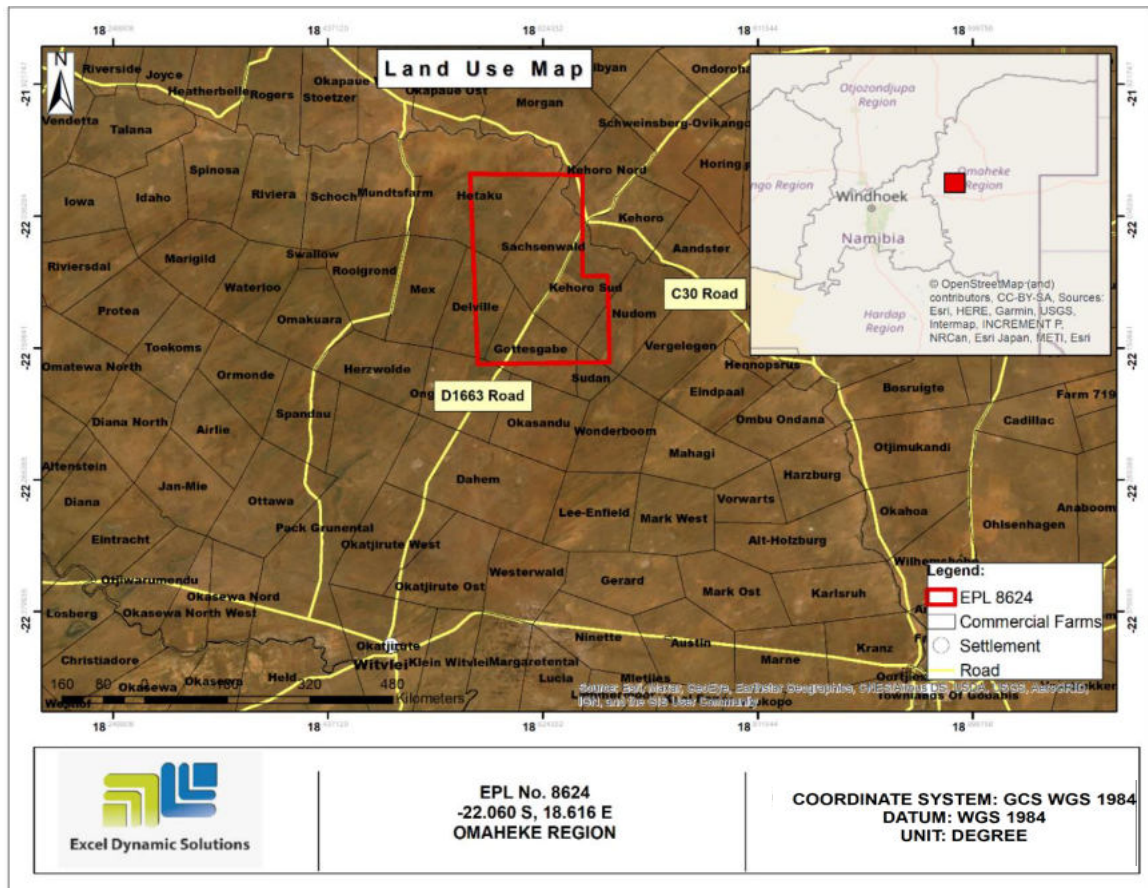 Land Use Map
N
Riverside
Joyce
Heatherbelle
Rogers
Stoetzer
Okapaue Ost
Morgan
Vendetta
Talana
Schweinsberg-Ovikango
Spinosa
Kehoro Nord
Iowa
Idaho
Riviera
Schoch
Mundtsfarm
Hetaku
Kehoro
Sachsenwald
Aandster
Riviersdal
Marigild
Swallow
Rooigrond
Waterloo
Mex
Kehoro Sud
C30 Road
Protea
Omakuara
Delville
Nudom
Tookoms
Gottesgabe
Vergelegen
Omatewa North
Ormonde
Herzwolde
Sudan
Hennopsrus
Eindpaal
Bosruigte
Farm 719
D1663 Road
Diana North
Airlie
Spandau
Okasandu
Wonderboom
Ombu Ondana
Cadillac
Otjimukandi
Altenstein
Mahagi
Jan-Mie
Dahem
Harzburg
Diana
Ottawa
Vorwarts
Anaboom
Eintracht
Pack Grunental
Lee-Enfield
Mark West
Okahoa
Ohlsenhagen
Okatjirute West
Alt-Holzburg
Westerwald
Otjiwarumendu
Okatjirute Ost
Gerard
Mark Ost
Karlsruh
Okasewa Nord
Losberg
Okasewa North West
Ninette
Austin
Kranz
Okatjirute
Christiadore
Witvlei
Klein Witvlei
Margaretental
Marne
Okasewa
Okasewa
Held
Lucia
Otjozondjupa
Region
Omaheke
Region
Windhoek
Namibia
Hardap
Region
© OpenStreetMap (and)
contributors, CC-BY-SA, Sources:
Esri, HERE, Garmin, USGS,
Intermap, INCREMENT P,
NRCan, Esri Japan, METI, Esri
Legend:
EPL 8624
Commercial Farms
Settlement
Road
160 80 0 160 320 480
Kilometers
Excel Dynamic Solutions
EPL No. 8624
-22.060 S, 18.616 E
OMAHEKE REGION
COORDINATE SYSTEM: GCS WGS 1984
DATUM: WGS 1984
UNIT: DEGREE